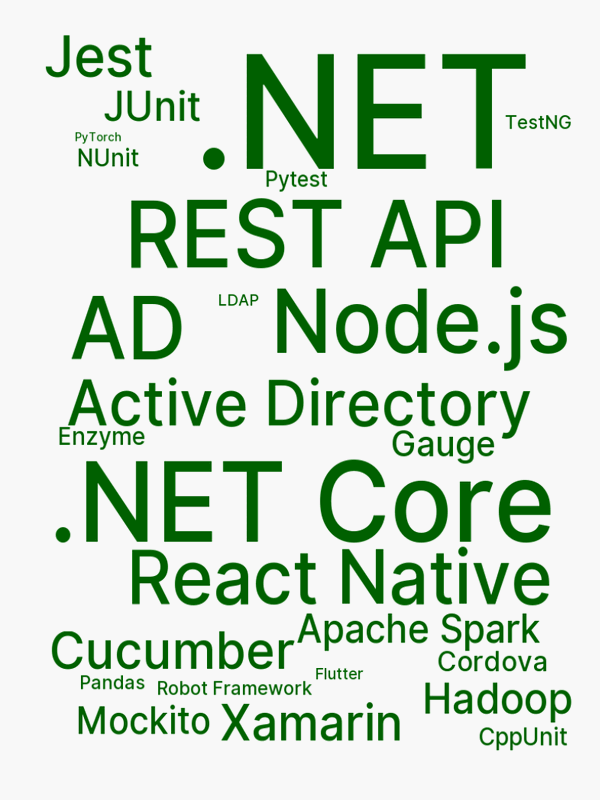 Jest
.NET
JUnit
TestNG
PyTorch
NUnit
Pytest
REST API
AD
LDAP
Node.js
Active Directory
Enzyme
Gauge
.NET Core
React Native
Apache Spark
Cucumber
Cordova
Flutter
Pandas
Robot Framework
Hadoop
Mockito
Xamarin
CppUnit